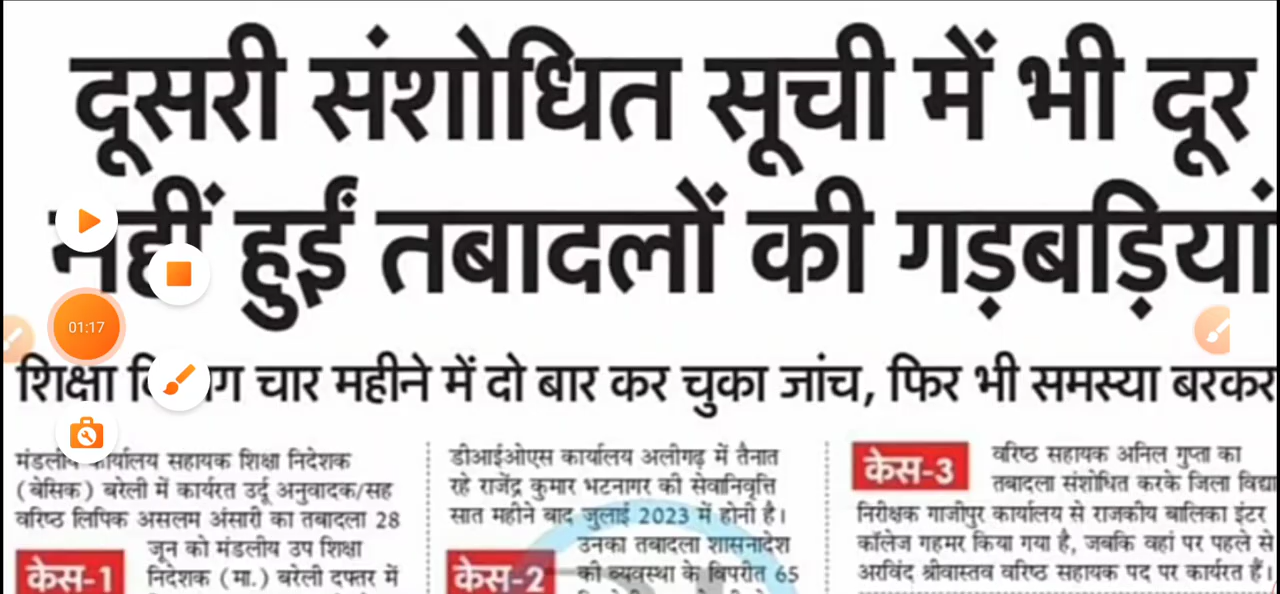 दूसरी संशोधित सूची में भी दूर
नहीं हुईं तबादलों की गड़बड़ियां
शिक्षा चार महीने में दो बार कर चुका जांच, फिर भी समस्या बरकर
01:17
मंडलीय कार्यालय सहायक शिक्षा निदेशक
(बेसिक) बरेली में कार्यरत उर्दू अनुवादक/सह
वरिष्ठ लिपिक असलम अंसारी का तबादला 28
जून को मंडलीय उप शिक्षा
केस-1 निदेशक (मा.) बरेली दफ्तर में
डीआईओएस कार्यालय अलीगढ़ में तैनात
रहे राजेंद्र कुमार भटनागर की सेवानिवृत्ति
सात महीने बाद जुलाई 2023 में होनी है।
उनका तबादला शासनादेश
केस-2 की व्यवस्था के विपरीत 65
केस-3 वरिष्ठ सहायक अनिल गुप्ता का
तबादला संशोधित करके जिला विद्या
निरीक्षक गाजीपुर कार्यालय से राजकीय बालिका इंटर
कॉलेज गहमर किया गया है, जबकि वहां पर पहले से
अरविंद श्रीवास्तव वरिष्ठ सहायक पद पर कार्यरत हैं।